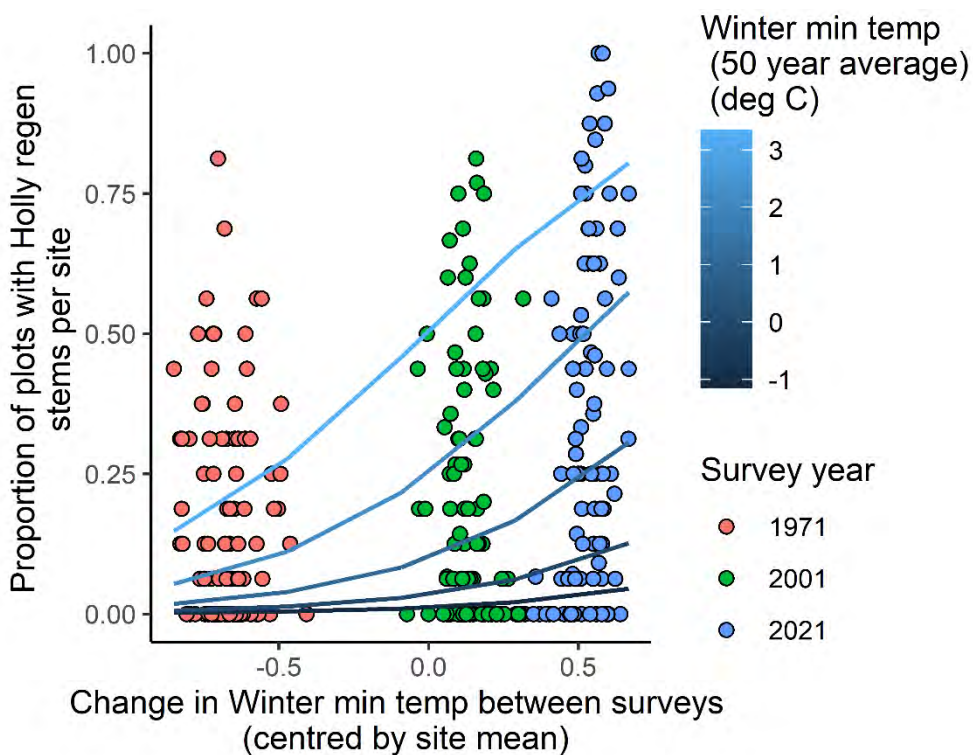 Proportion of plots with Holly regen
stems per site
1.00
0.75
0.50
0.25
0.00
-0.5
0.0
0.5
Change in Winter min temp between surveys
(centred by site mean)
Winter min temp
(50 year average)
(deg C)
3
2
1
0
-1
Survey year
1971
2001
2021